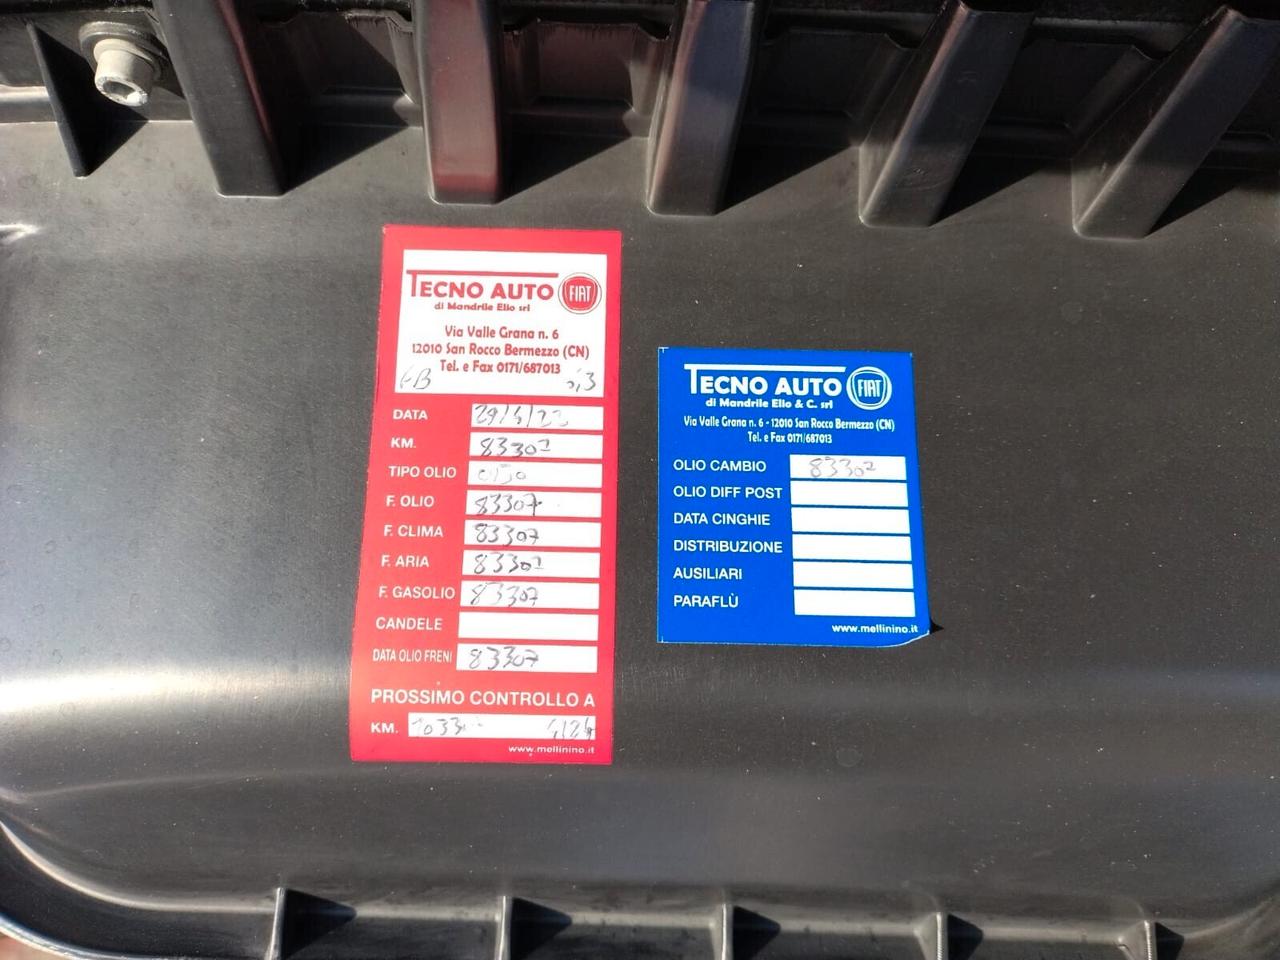 TECNO AUTO FIAT
di Mandrile Elio srl
Via Valle Grana n. 6
12010 San Rocco Bermezzo (CN)
Tel. e Fax 0171/687013
DATA
KM. 83307
TIPO OLIO
F. OLIO 83307
F. CLIMA 83307
F. ARIA 83307
F. GASOLIO 83307
CANDELE
DATA OLIO FRENI 83307
PROSSIMO CONTROLLO A
KM.
www.mellinino.it
TECNO AUTO FIAT
di Mandrile Elio & C. srl
Via Valle Grana n. 6 - 12010 San Rocco Bermezzo (CN)
Tel. e Fax 0171/687013
OLIO CAMBIO 83307
OLIO DIFF POST
DATA CINGHIE
DISTRIBUZIONE
AUSILIARI
PARAFLÙ
www.mellinino.it